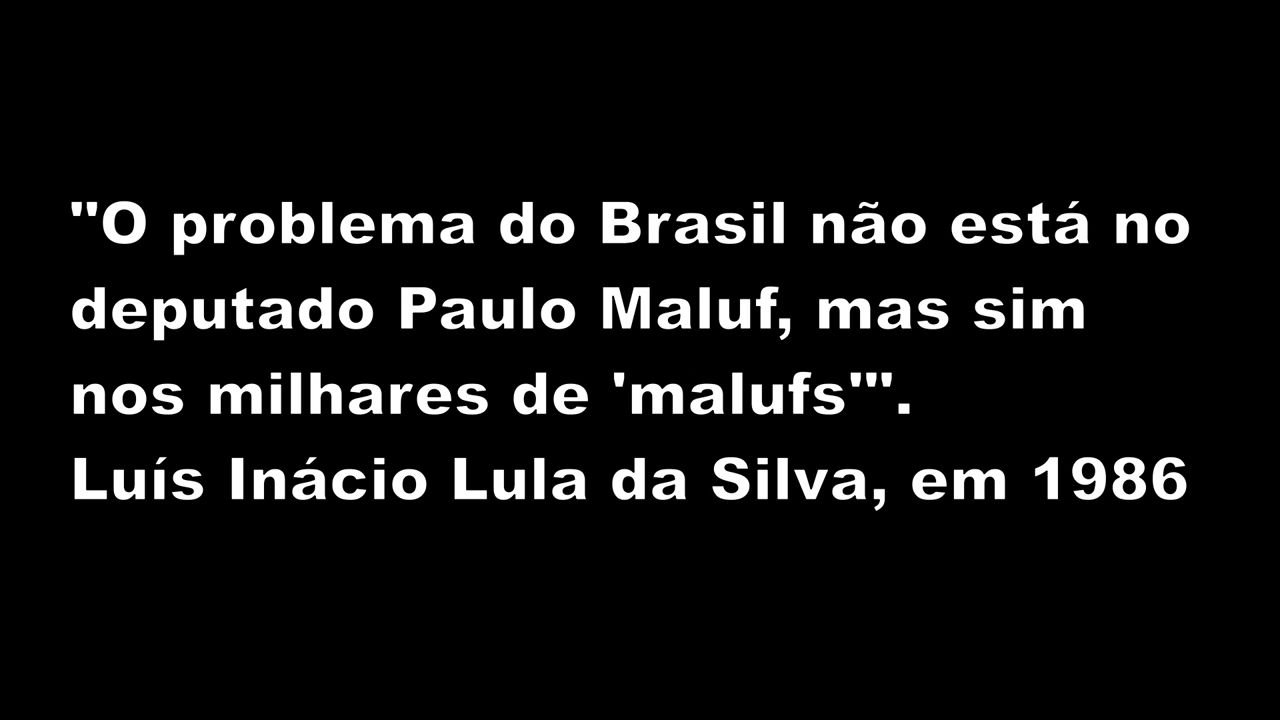 "O problema do Brasil não está no
deputado Paulo Maluf, mas sim
nos milhares de 'malufs'".
Luís Inácio Lula da Silva, em 1986